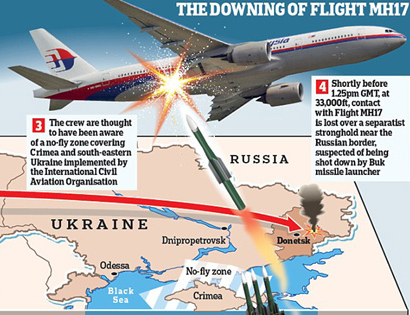 THE DOWNING OF FLIGHT MH17
malaysia
4 Shortly before
1.25pm GMT, at
33,000ft, contact
with Flight MH17
is lost over a separatist
stronghold near the
Russian border,
suspected of being
shot down by Buk
missile launcher
3 The crew are thought
to have been aware
of a no-fly zone covering
Crimea and south-eastern
Ukraine implemented by
the International Civil
Aviation Organisation
RUSSIA
UKRAINE
Dnipropetrovsk
Donetsk
Odessa
No-fly zone
Black
Sea
Crimea